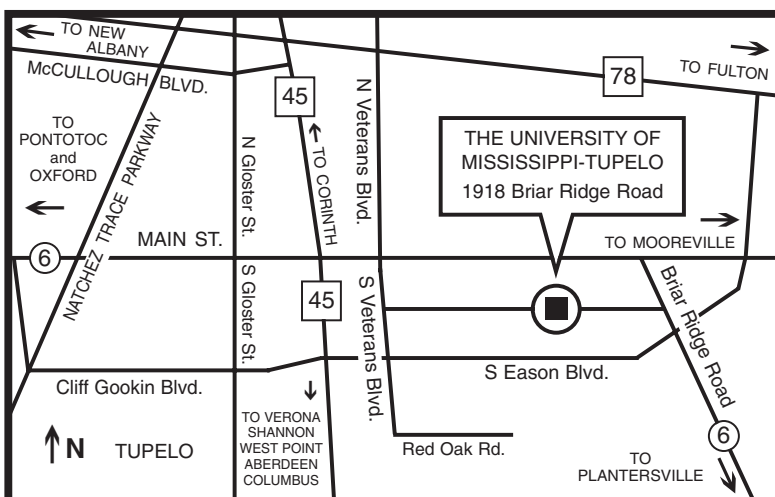 TO NEW
ALBANY
McCULLOUGH BLVD.
TO
PONTOTOC
and
OXFORD
NATCHEZ TRACE PARKWAY
45
TO CORINTH
N Gloster St.
N Veterans Blvd.
78
TO FULTON
THE UNIVERSITY OF
MISSISSIPPI-TUPELO
1918 Briar Ridge Road
TO MOOREVILLE
MAIN ST.
6
S Gloster St.
45
S Veterans Blvd.
Briar Ridge Road
Cliff Gookin Blvd.
S Eason Blvd.
N
TUPELO
TO VERONA
SHANNON
WEST POINT
ABERDEEN
COLUMBUS
Red Oak Rd.
6
TO
PLANTERSVILLE